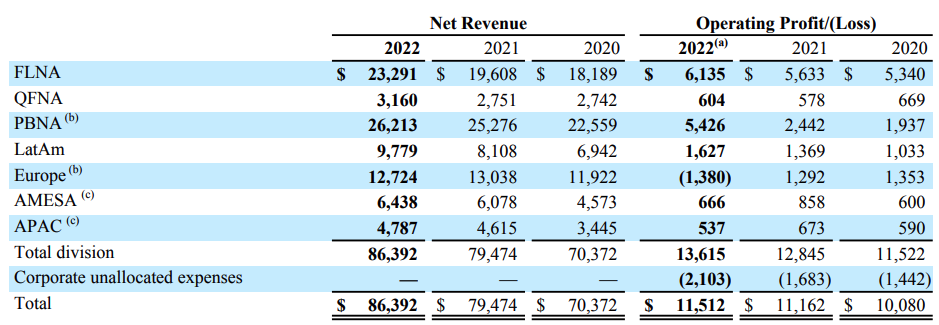 Net Revenue Operating Profit/(Loss)
2022 2021 2020 2022(a) 2021 2020
FLNA $ 23,291 $ 19,608 $ 18,189 $ 6,135 $ 5,633 $ 5,340
QFNA 3,160 2,751 2,742 604 578 669
PBNA (b) 26,213 25,276 22,559 5,426 2,442 1,937
LatAm 9,779 8,108 6,942 1,627 1,369 1,033
Europe (b) 12,724 13,038 11,922 (1,380) 1,292 1,353
AMESA (c) 6,438 6,078 4,573 666 858 600
APAC (c) 4,787 4,615 3,445 537 673 590
Total division 86,392 79,474 70,372 13,615 12,845 11,522
Corporate unallocated expenses — — — (2,103) (1,683) (1,442)
Total $ 86,392 $ 79,474 $ 70,372 $ 11,512 $ 11,162 $ 10,080